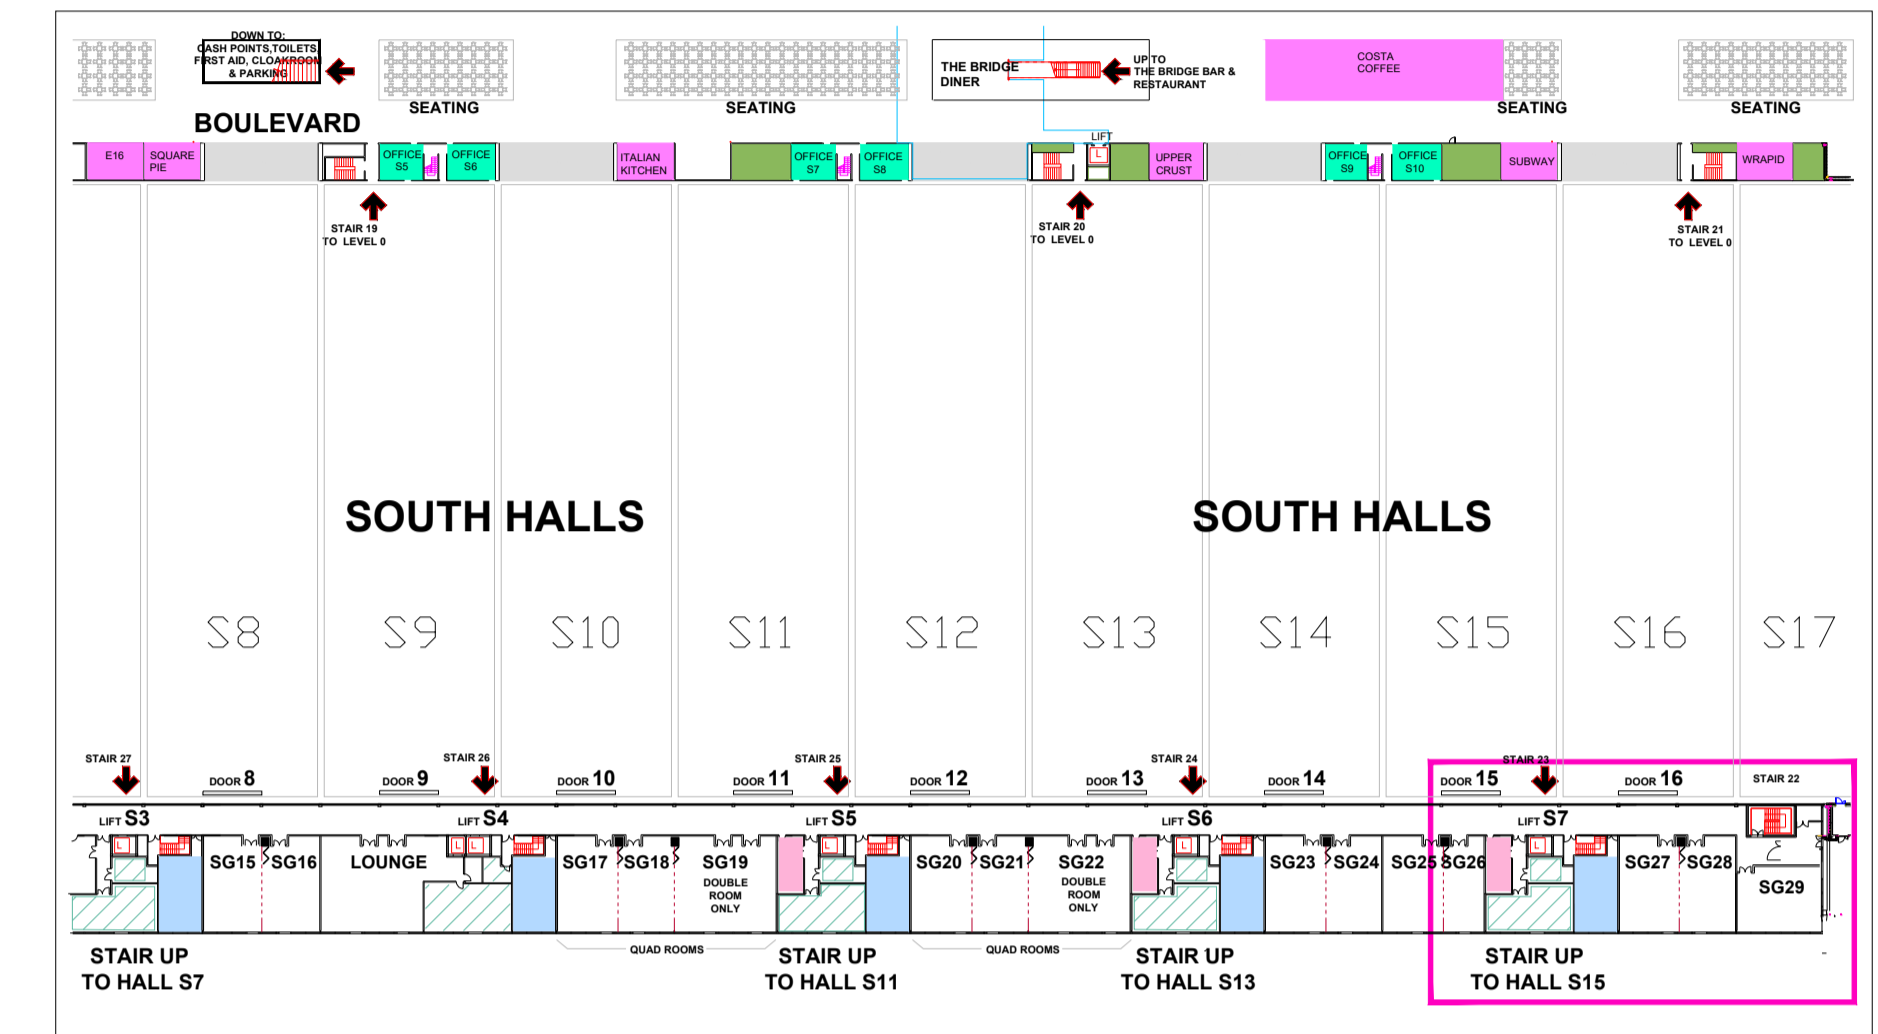 DOWN TO:
CASH POINTS,TOILETS,
FIRST AID, CLOAKROOM
& PARKING
BOULEVARD
SEATING
SEATING
THE BRIDGE
DINER
UP TO
THE BRIDGE BAR &
RESTAURANT
COSTA
COFFEE
SEATING
SEATING
E16
SQUARE
PIE
OFFICE
S5
OFFICE
S6
ITALIAN
KITCHEN
OFFICE
S7
OFFICE
S8
LIFT
L
UPPER
CRUST
OFFICE
S9
OFFICE
S10
SUBWAY
WRAPID
STAIR 19
TO LEVEL 0
STAIR 20
TO LEVEL 0
STAIR 21
TO LEVEL 0
SOUTH HALLS
SOUTH HALLS
S8
S9
S10
S11
S12
S13
S14
S15
S16
S17
STAIR 27
DOOR 8
DOOR 9
STAIR 26
DOOR 10
DOOR 11
STAIR 25
DOOR 12
DOOR 13
STAIR 24
DOOR 14
DOOR 15
STAIR 23
DOOR 16
STAIR 22
LIFT S3
LIFT S4
LIFT S5
LIFT S6
LIFT S7
L
L
L
L
L
L
SG15
SG16
LOUNGE
SG17
SG18
SG19
DOUBLE
ROOM
ONLY
SG20
SG21
SG22
DOUBLE
ROOM
ONLY
SG23
SG24
SG25
SG26
SG27
SG28
SG29
QUAD ROOMS
QUAD ROOMS
STAIR UP
TO HALL S7
STAIR UP
TO HALL S11
STAIR UP
TO HALL S13
STAIR UP
TO HALL S15